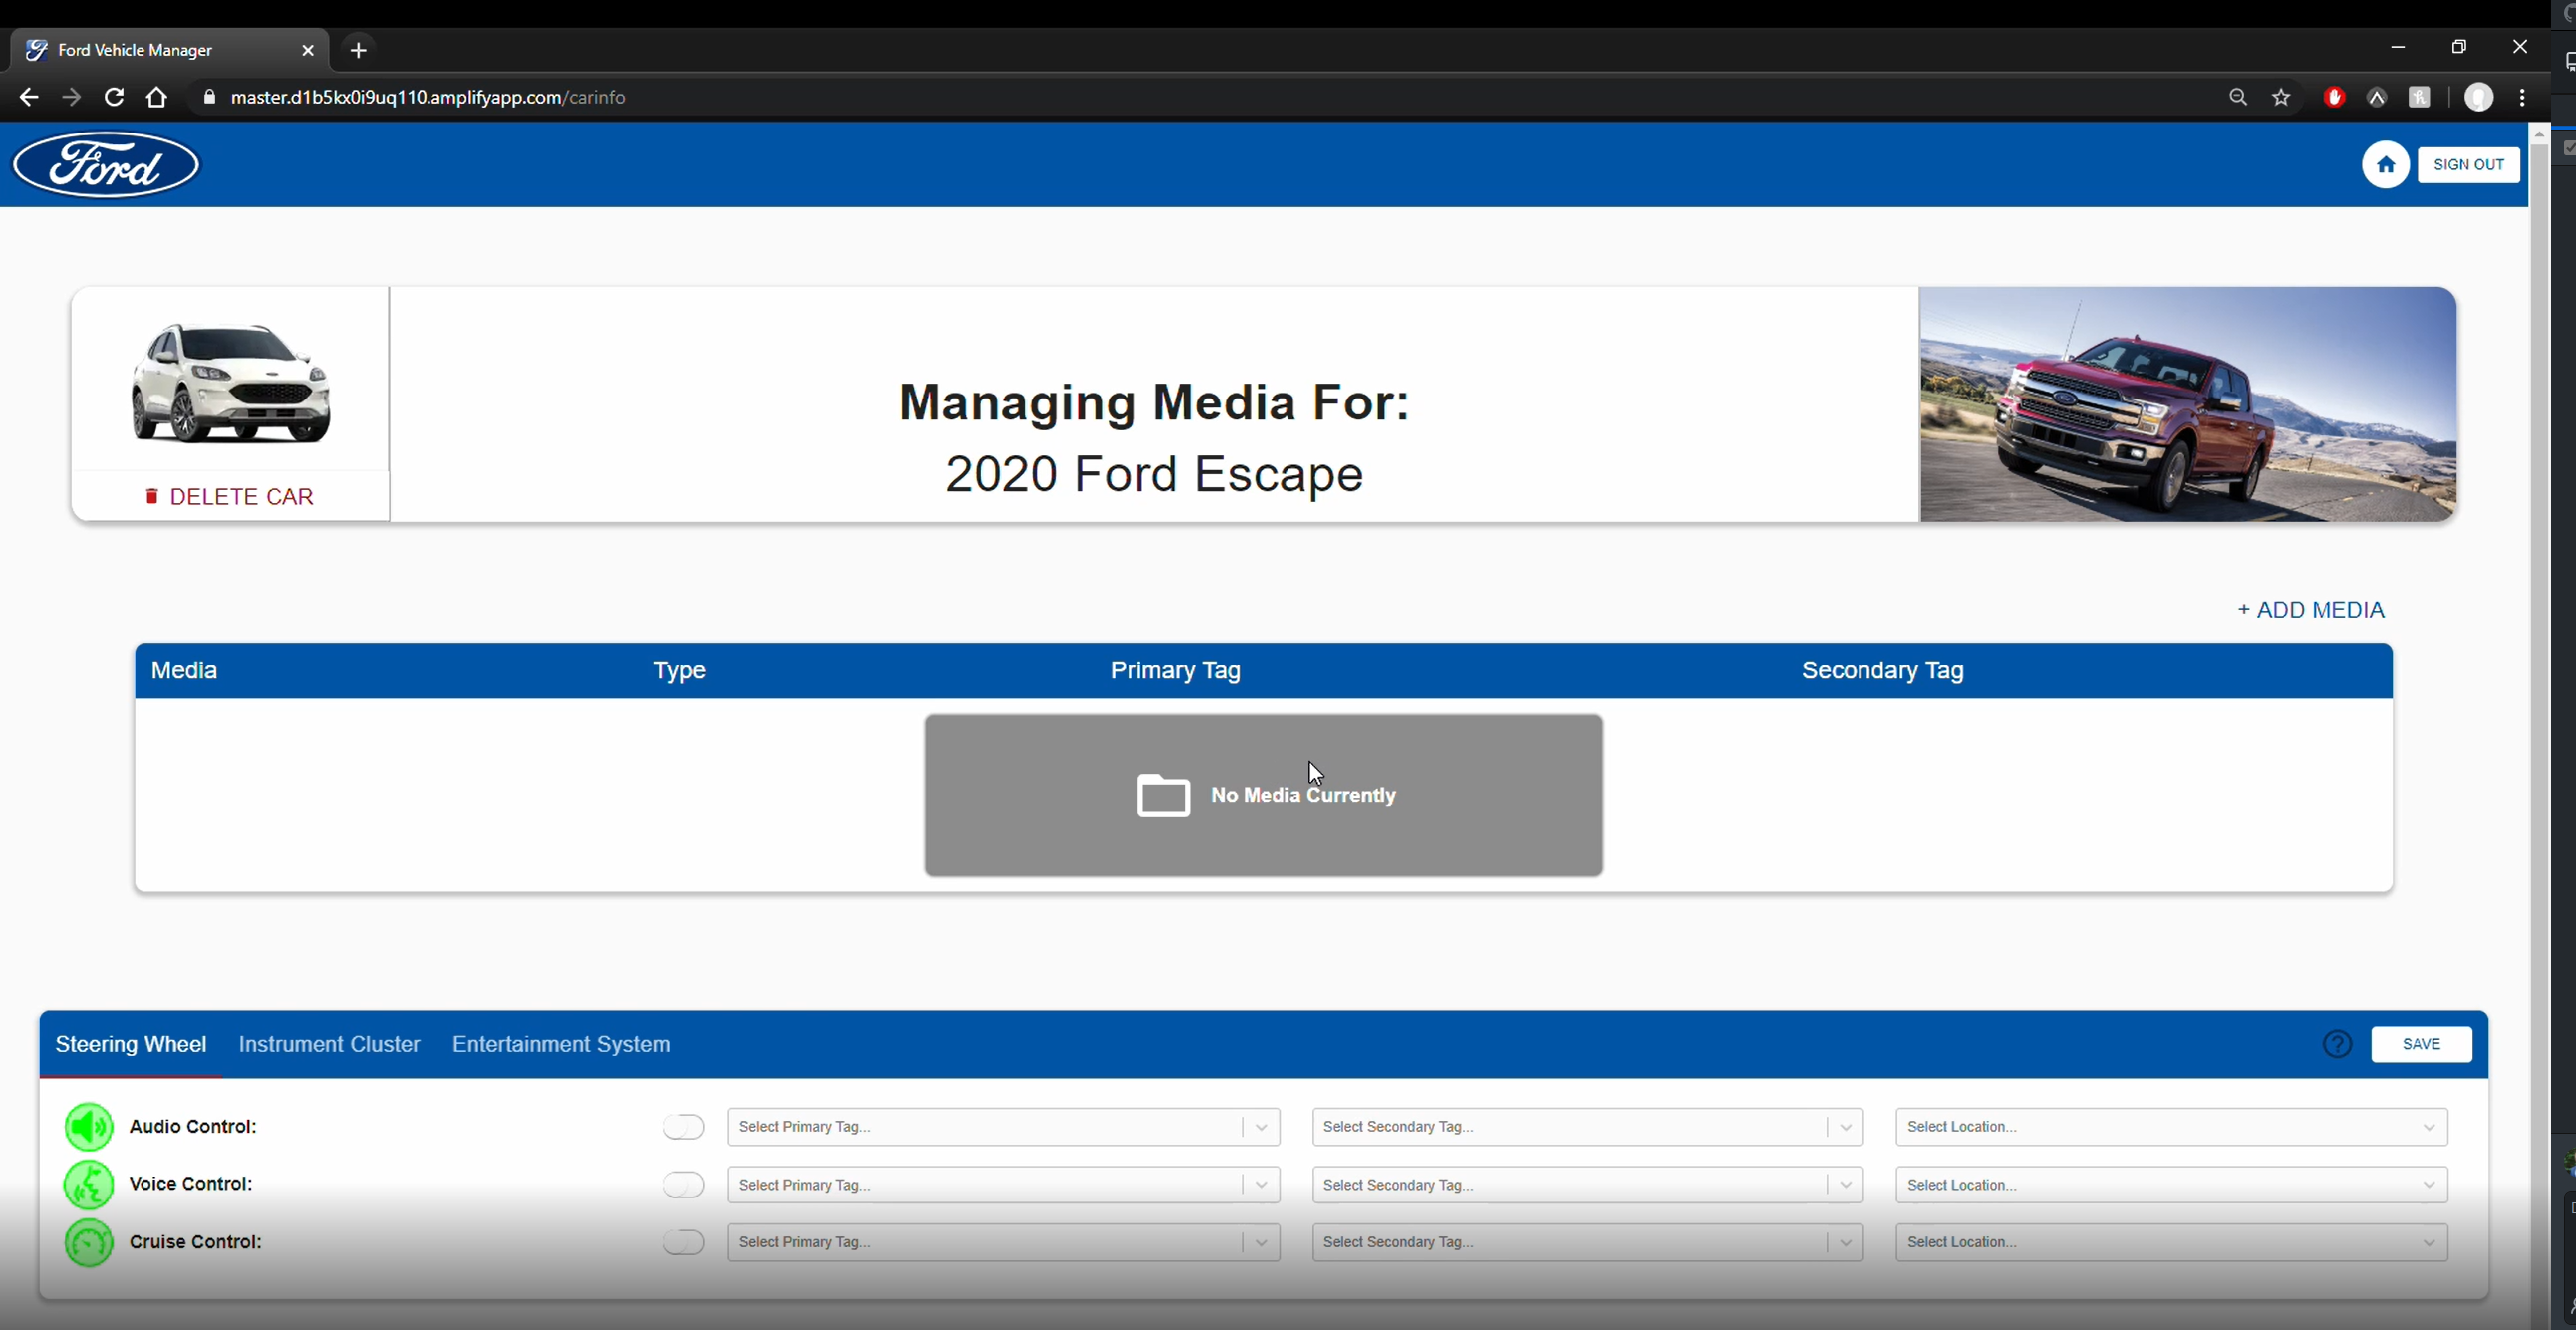 Ford Vehicle Manager
master.d1b5kx0i9uq110.amplifyapp.com/carinfo
Ford
SIGN OUT
Managing Media For:
2020 Ford Escape
DELETE CAR
+ ADD MEDIA
Media Type Primary Tag Secondary Tag
No Media Currently
Steering Wheel Instrument Cluster Entertainment System ? SAVE
Audio Control: Select Primary Tag... Select Secondary Tag... Select Location...
Voice Control: Select Primary Tag... Select Secondary Tag... Select Location...
Cruise Control: Select Primary Tag... Select Secondary Tag... Select Location...